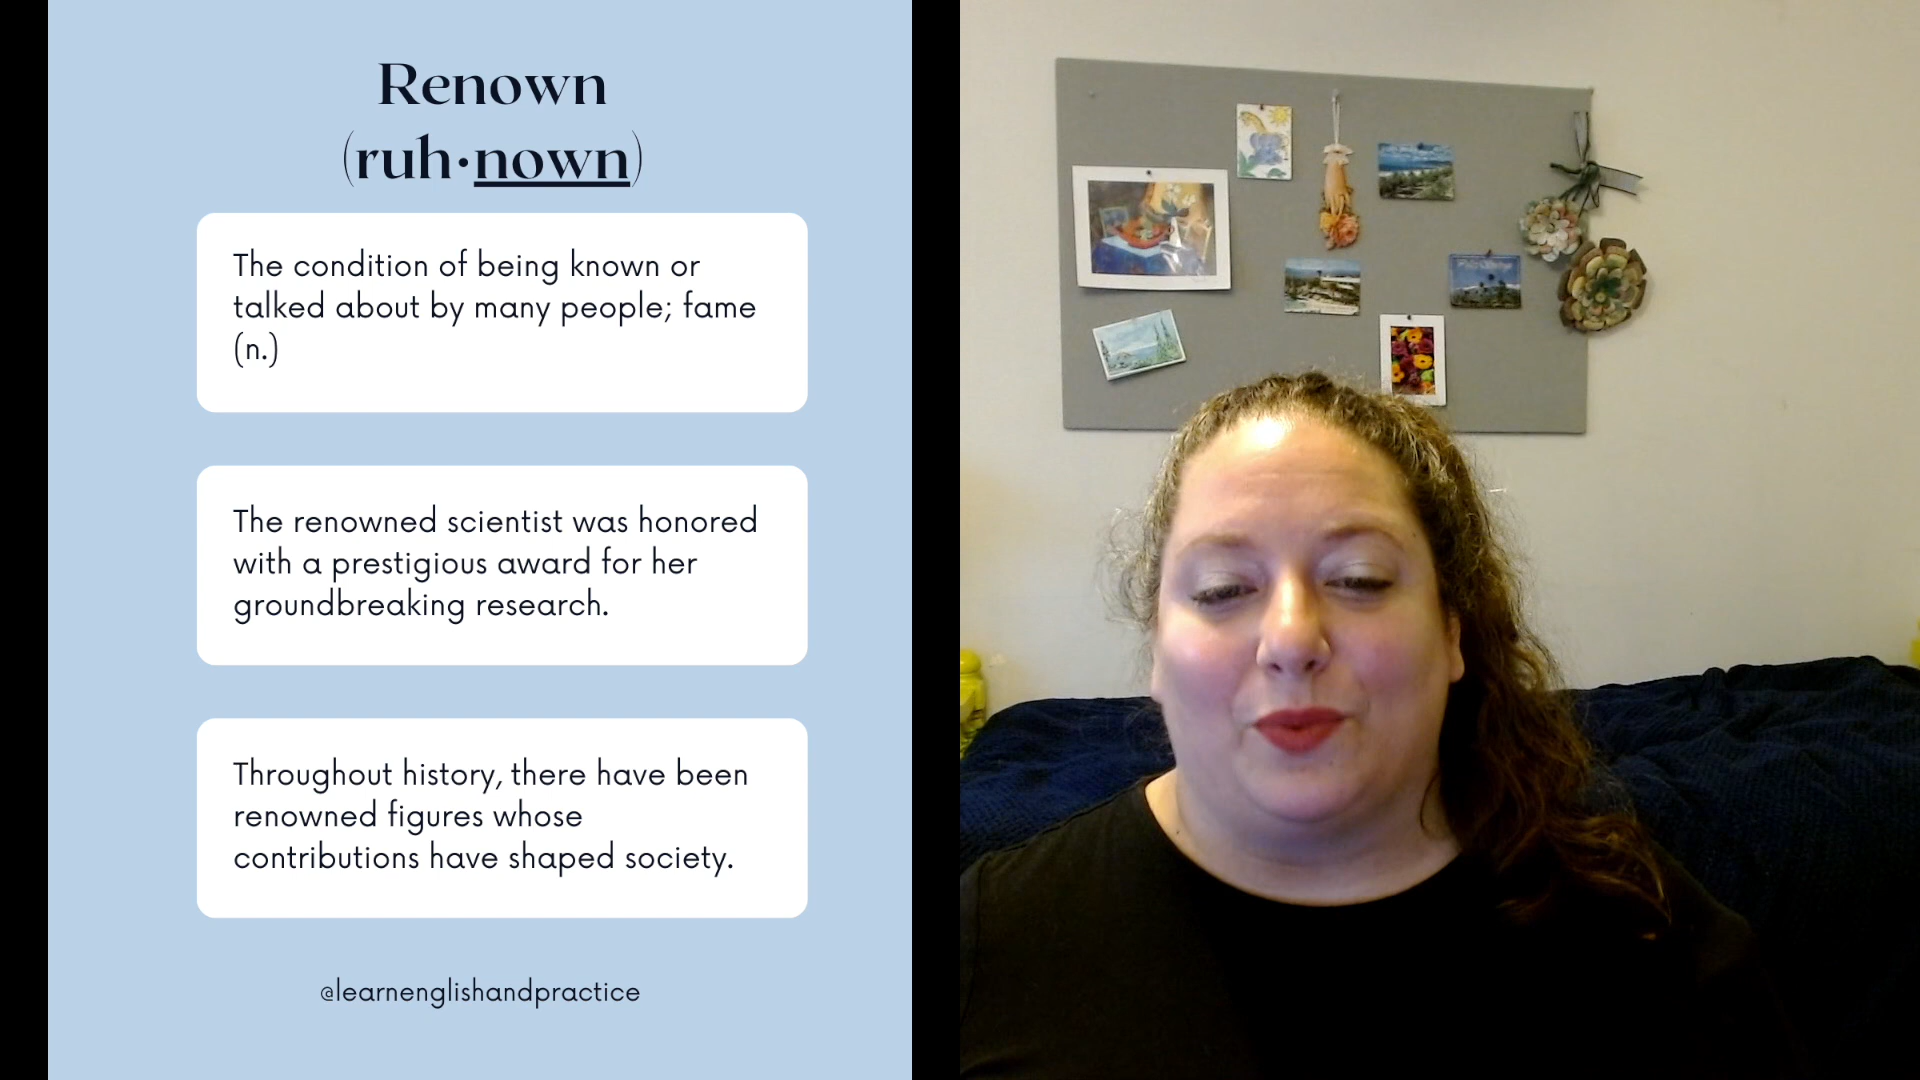 Renown
(ruh•nown)
The condition of being known or
talked about by many people; fame
(n.)
The renowned scientist was honored
with a prestigious award for her
groundbreaking research.
Throughout history, there have been
renowned figures whose
contributions have shaped society.
@learnenglishandpractice